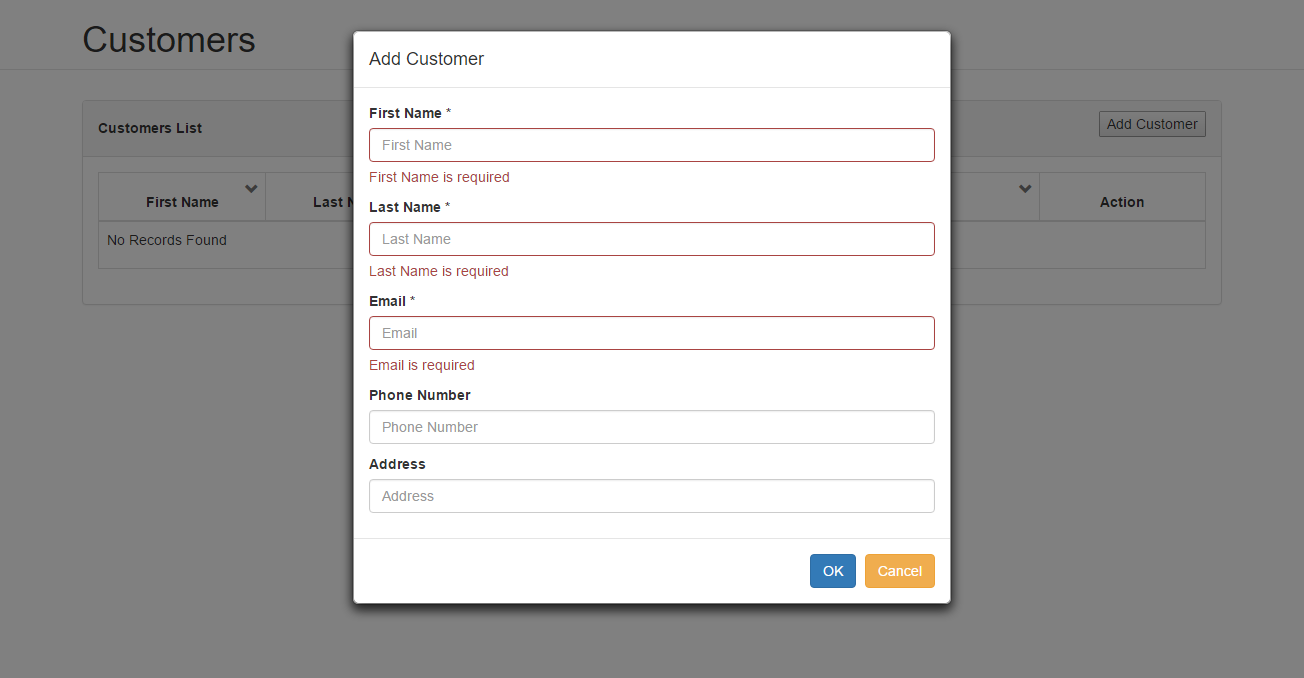 Customers
Add Customer
Customers List
Add Customer
First Name
Last N
Action
No Records Found
First Name *
First Name
First Name is required
Last Name *
Last Name
Last Name is required
Email *
Email
Email is required
Phone Number
Phone Number
Address
Address
OK
Cancel